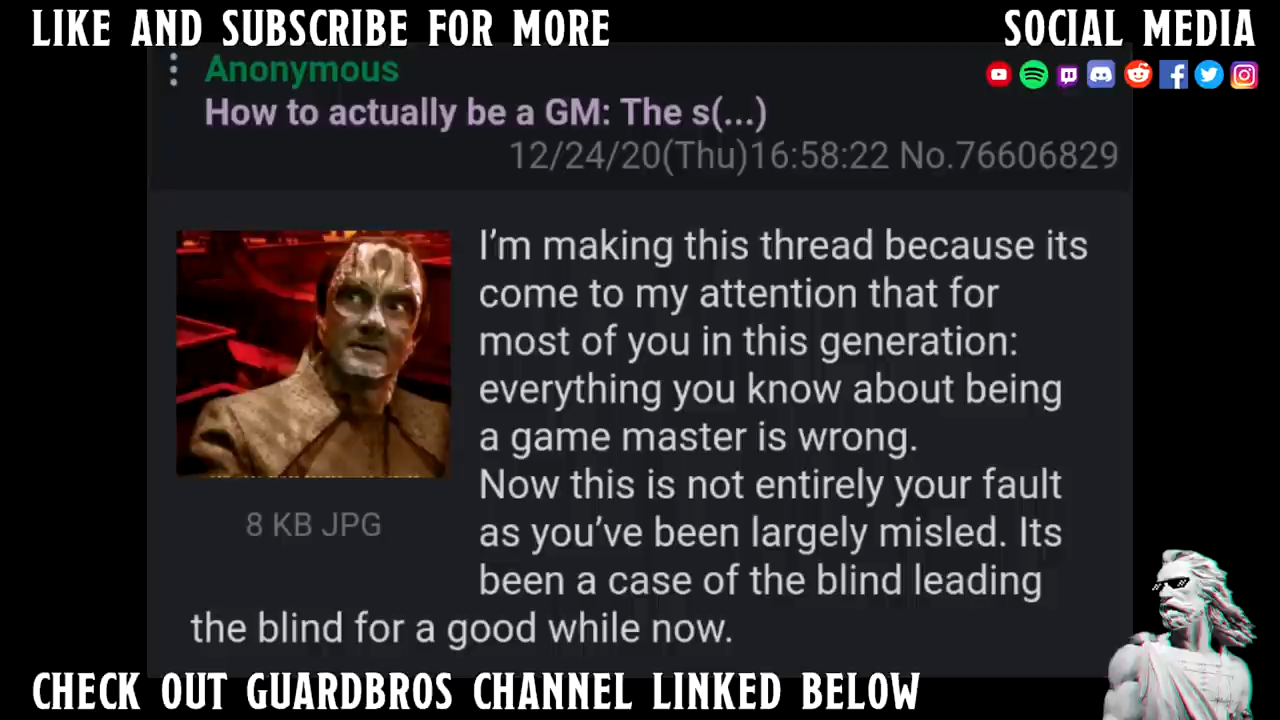 LIKE AND SUBSCRIBE FOR MORE
SOCIAL MEDIA
Anonymous
How to actually be a GM: The s(...)
12/24/20(Thu)16:58:22 No.76606829
I’m making this thread because its
come to my attention that for
most of you in this generation:
everything you know about being
a game master is wrong.
Now this is not entirely your fault
as you’ve been largely misled. Its
been a case of the blind leading
the blind for a good while now.
8 KB JPG
CHECK OUT GUARDBROS CHANNEL LINKED BELOW